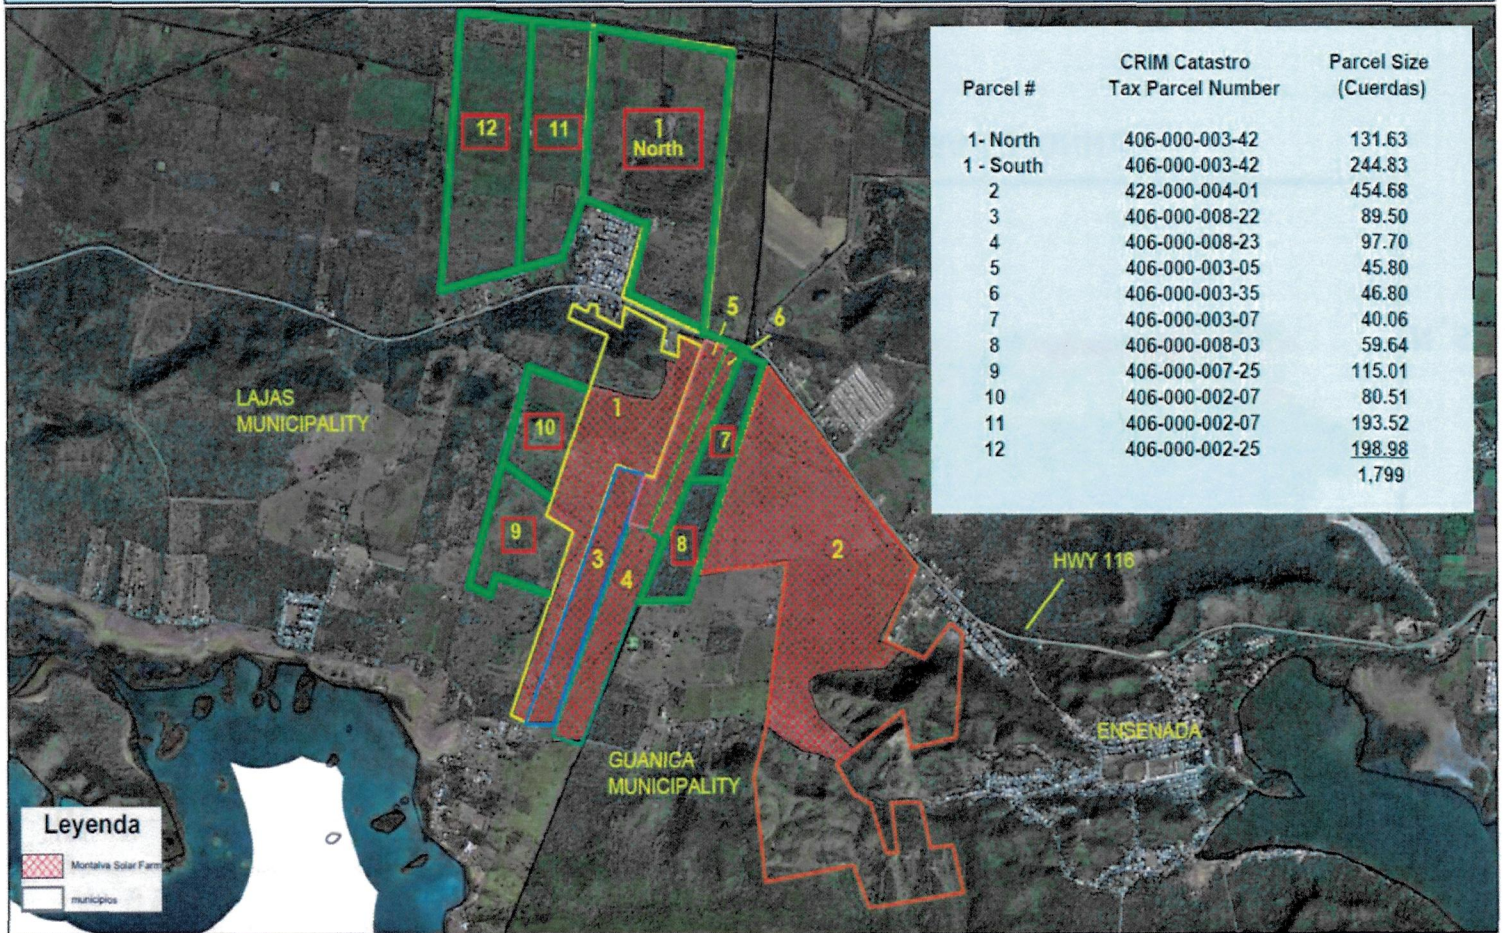 CRIM Catastro Parcel Size
Parcel # Tax Parcel Number (Cuerdas)
1- North 406-000-003-42 131.63
1 - South 406-000-003-42 244.83
2 428-000-004-01 454.68
3 406-000-008-22 89.50
4 406-000-008-23 97.70
5 406-000-003-05 45.80
6 406-000-003-35 46.80
7 406-000-003-07 40.06
8 406-000-008-03 59.64
9 406-000-007-25 115.01
10 406-000-002-07 80.51
11 406-000-002-07 193.52
12 406-000-002-25 198.98
1,799
12
11
1
North
5
6
LAJAS
MUNICIPALITY
1
10
7
9
3
8
2
4
HWY 116
ENSENADA
GUANICA
MUNICIPALITY
Leyenda
Montalva Solar Farm
municipios